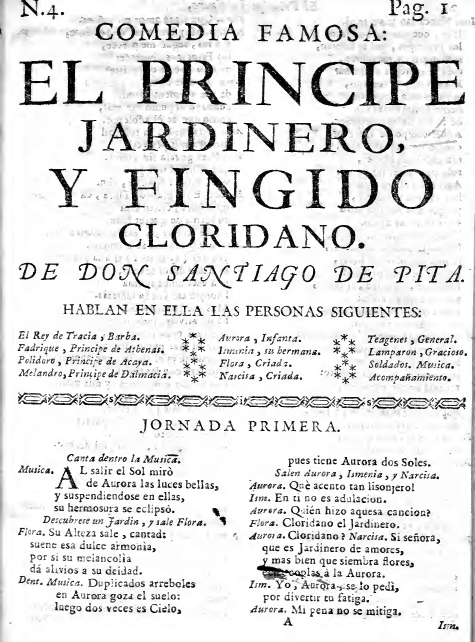 N.4. Pag. 1
COMEDIA FAMOSA:
EL PRINCIPE
JARDINERO,
Y FINGIDO
CLORIDANO.
DE DON SANTIAGO DE PITA.
HABLAN EN ELLA LAS PERSONAS SIGUIENTES:
El Rey de Tracia, Barba.
Fadrique, Principe de Athenas.
Polidoro, Principe de Acaya.
Melandro, Principe de Dalmacia.
Aurora, Infanta.
Ismenia, su hermana.
Flora, Criada.
Narcisa, Criada.
Teagenes, General.
Lamparon, Gracioso.
Soldados. Musica.
Acompañamiento.
JORNADA PRIMERA.
Canta dentro la Musica.
Musica. AL salir el Sol mirò
de Aurora las luces bellas,
y suspendiendose en ellas,
su hermosura se eclipsó.
Descubrese un Jardin, y sale Flora.
Flora. Su Alteza sale, cantad:
suene esa dulce armonia,
por si su melancolìa
dá alivios a su deidad.
Dent. Musica. Duplicados arreboles
en Aurora goza el suelo:
luego dos veces es Cielo,
pues tiene Aurora dos Soles.
Salen Aurora, Ismenia, y Narcisa.
Aurora. Què acento tan lisonjero!
Ism. En ti no es adulacion.
Aurora. Quién hizo aquesa cancion?
Flora. Cloridano el Jardinero.
Aurora. Cloridano? Narcisa. Si señora,
que es Jardinero de amores,
y mas bien que siembra flores,
coplas à la Aurora.
Ism. Yo, Aurora, se lo pedì,
por divertir tu fatiga.
Aurora. Mi pena no se mitiga.
A Ism.